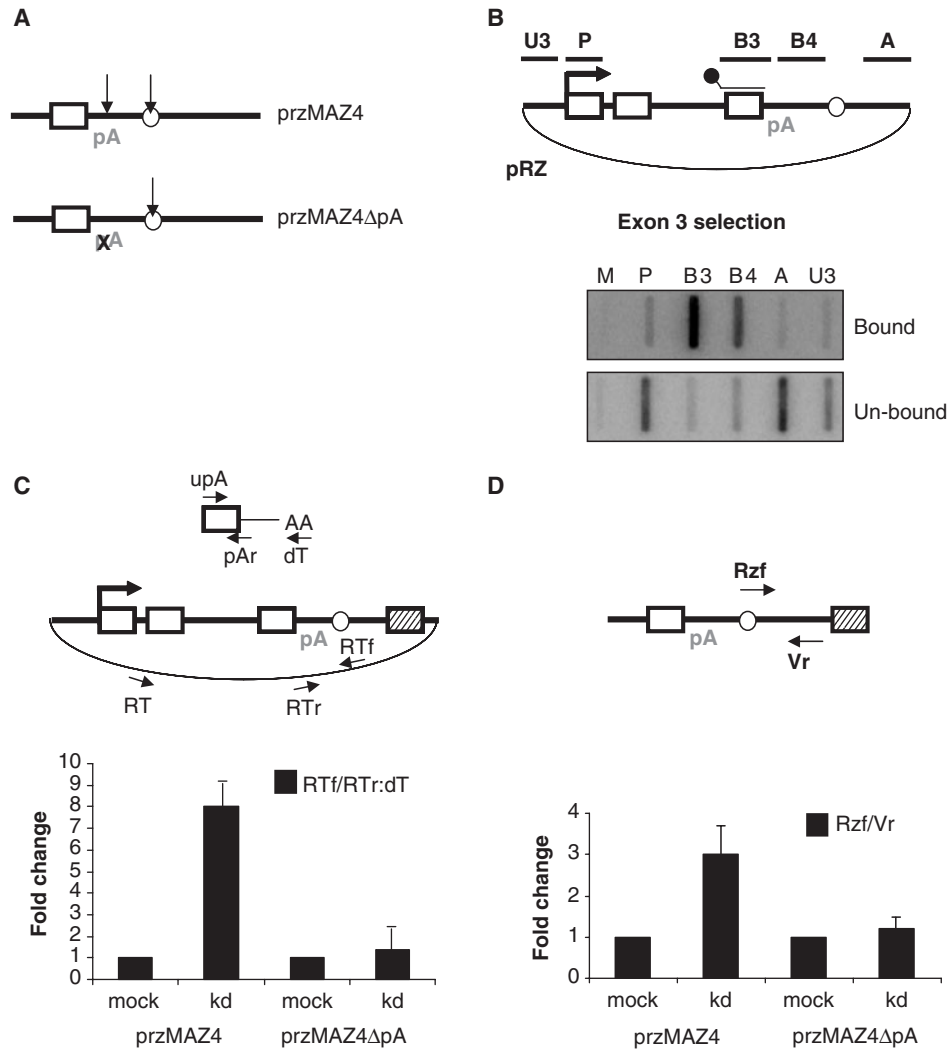 A
przMAZ4
pA
przMAZ4ΔpA
XpA
B
U3 P B3 B4 A
pA
pRZ
Exon 3 selection
M P B3 B4 A U3
Bound
Un-bound
C
upA
AA
pAr dT
pA
RTf
RT RTr
10
9
8
7
6
5
4
3
2
1
0
Fold change
RTf/RTr:dT
mock kd mock kd
przMAZ4 przMAZ4ΔpA
D
Rzf
pA
Vr
4
3
2
1
0
Fold change
Rzf/Vr
mock kd mock kd
przMAZ4 przMAZ4ΔpA